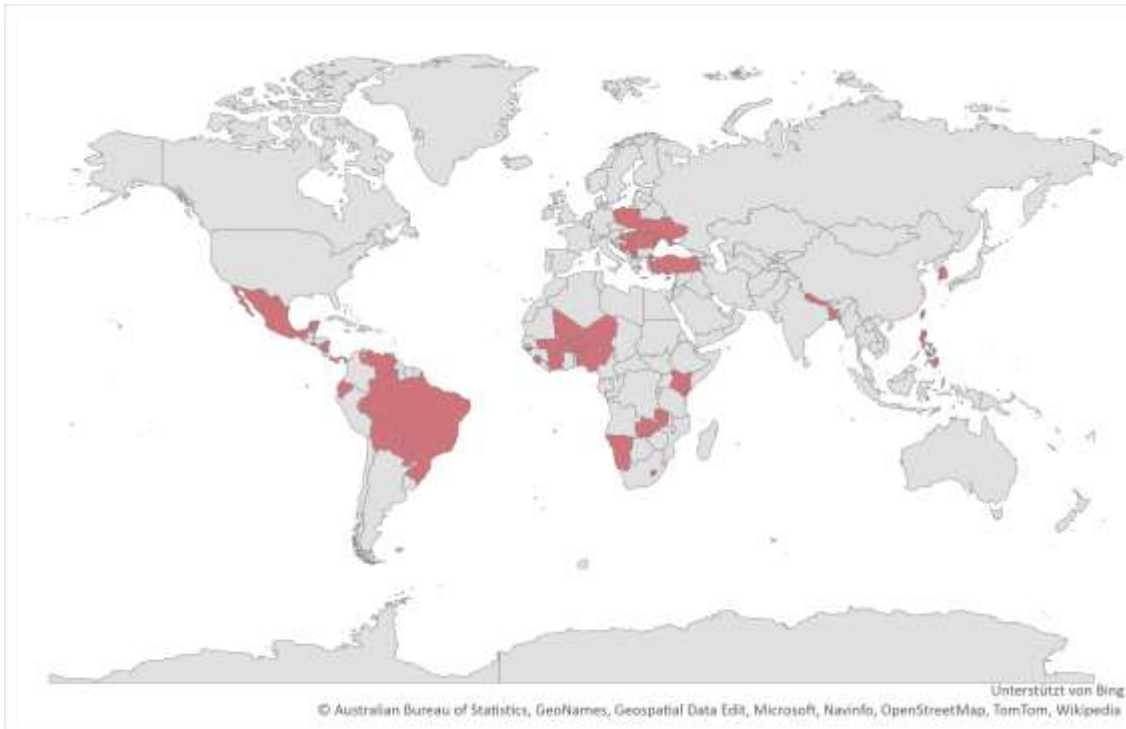 Unterstützt von Bing
© Australian Bureau of Statistics, GeoNames, Geospatial Data Edit, Microsoft, Navinfo, OpenStreetMap, TomTom, Wikipedia